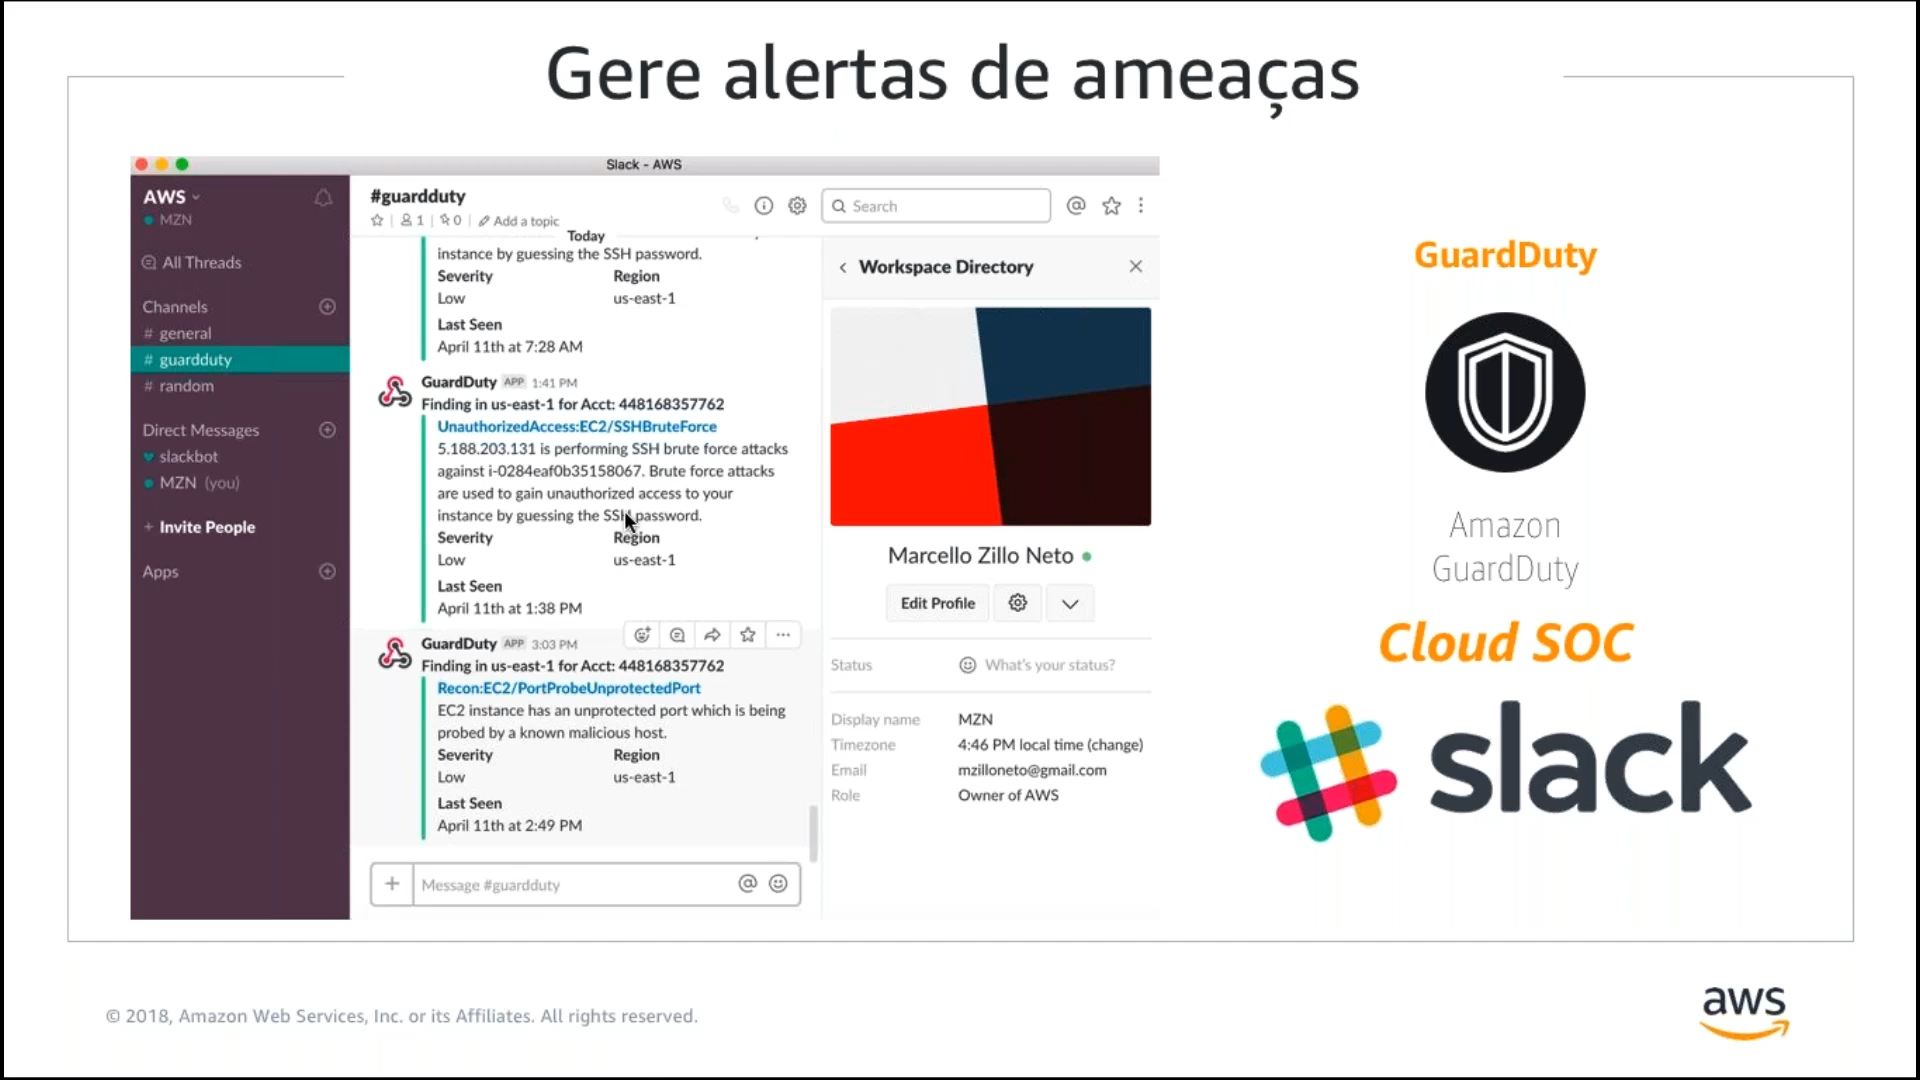 Gere alertas de ameaças
Slack - AWS
AWS
MZN
All Threads
Channels
# general
# guardduty
# random
Direct Messages
slackbot
MZN (you)
+ Invite People
Apps
#guardduty
1 | 0 | Add a topic
Search
Today
instance by guessing the SSH password.
Severity Region
Low us-east-1
Last Seen
April 11th at 7:28 AM
GuardDuty APP 1:41 PM
Finding in us-east-1 for Acct: 448168357762
UnauthorizedAccess:EC2/SSHBruteForce
5.188.203.131 is performing SSH brute force attacks
against i-0284eaf0b35158067. Brute force attacks
are used to gain unauthorized access to your
instance by guessing the SSH password.
Severity Region
Low us-east-1
Last Seen
April 11th at 1:38 PM
GuardDuty APP 3:03 PM
Finding in us-east-1 for Acct: 448168357762
Recon:EC2/PortProbeUnprotectedPort
EC2 instance has an unprotected port which is being
probed by a known malicious host.
Severity Region
Low us-east-1
Last Seen
April 11th at 2:49 PM
Message #guardduty
Workspace Directory
Marcello Zillo Neto
Edit Profile
Status What's your status?
Display name MZN
Timezone 4:46 PM local time (change)
Email mzilloneto@gmail.com
Role Owner of AWS
GuardDuty
Amazon
GuardDuty
Cloud SOC
slack
© 2018, Amazon Web Services, Inc. or its Affiliates. All rights reserved.
aws